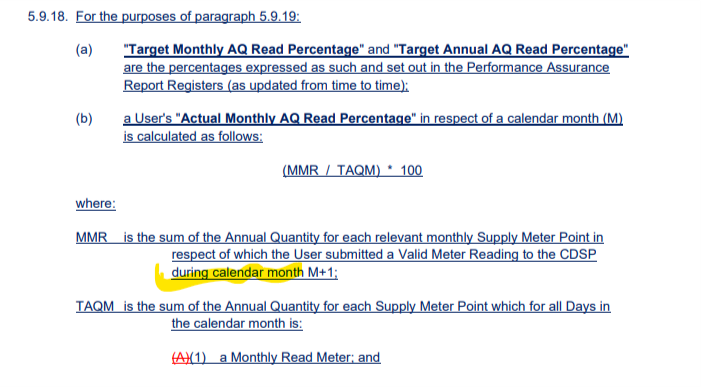 5.9.18. For the purposes of paragraph 5.9.19:
(a) "Target Monthly AQ Read Percentage" and "Target Annual AQ Read Percentage"
are the percentages expressed as such and set out in the Performance Assurance
Report Registers (as updated from time to time);
(b) a User's "Actual Monthly AQ Read Percentage" in respect of a calendar month (M)
is calculated as follows:
(MMR / TAQM) * 100
where:
MMR is the sum of the Annual Quantity for each relevant monthly Supply Meter Point in
respect of which the User submitted a Valid Meter Reading to the CDSP
during calendar month M+1;
TAQM is the sum of the Annual Quantity for each Supply Meter Point which for all Days in
the calendar month is:
(A)(1) a Monthly Read Meter; and